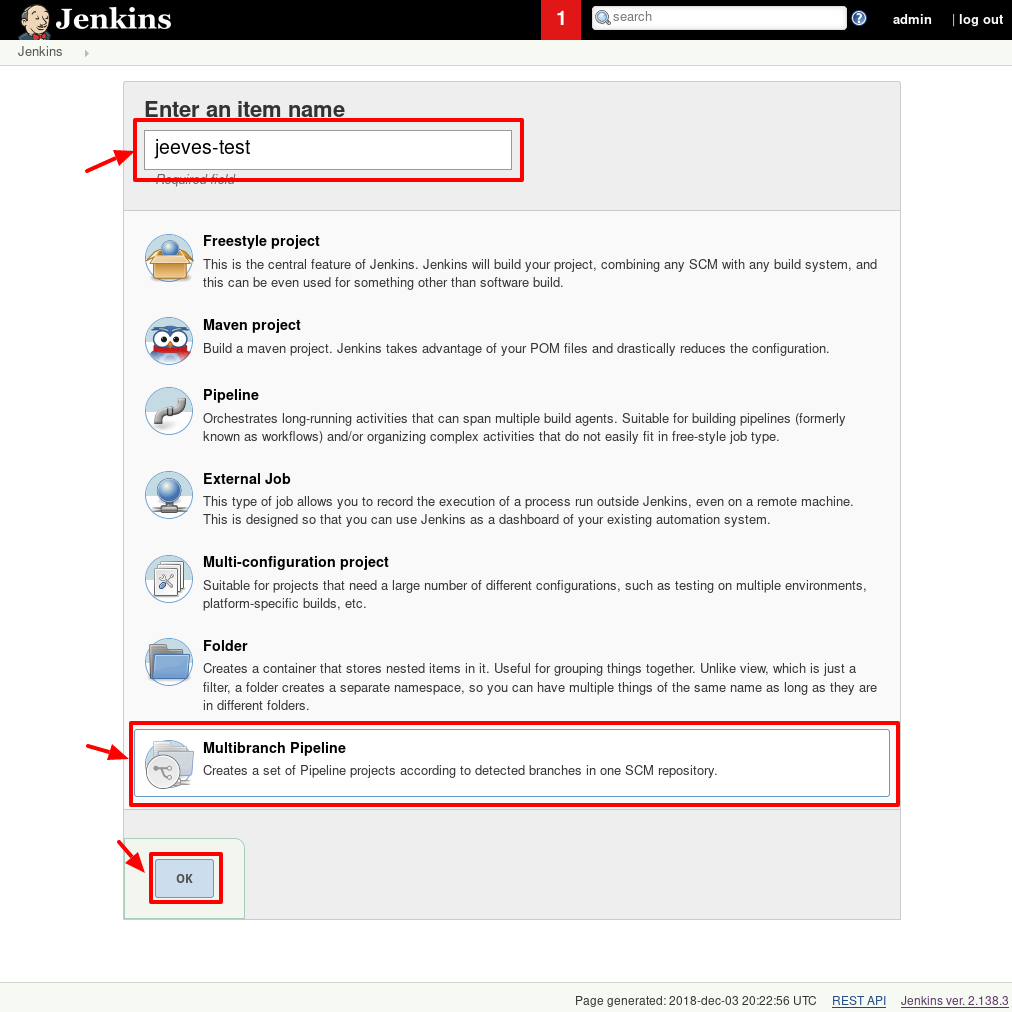 Jenkins
1
search
?
admin
| log out
Jenkins
Enter an item name
jeeves-test
» Required field
Freestyle project
This is the central feature of Jenkins. Jenkins will build your project, combining any SCM with any build system, and
this can be even used for something other than software build.
Maven project
Build a maven project. Jenkins takes advantage of your POM files and drastically reduces the configuration.
Pipeline
Orchestrates long-running activities that can span multiple build agents. Suitable for building pipelines (formerly
known as workflows) and/or organizing complex activities that do not easily fit in free-style job type.
External Job
This type of job allows you to record the execution of a process run outside Jenkins, even on a remote machine.
This is designed so that you can use Jenkins as a dashboard of your existing automation system.
Multi-configuration project
Suitable for projects that need a large number of different configurations, such as testing on multiple environments,
platform-specific builds, etc.
Folder
Creates a container that stores nested items in it. Useful for grouping things together. Unlike view, which is just a
filter, a folder creates a separate namespace, so you can have multiple things of the same name as long as they are
in different folders.
Multibranch Pipeline
Creates a set of Pipeline projects according to detected branches in one SCM repository.
OK
Page generated: 2018-dec-03 20:22:56 UTC REST API Jenkins ver. 2.138.3